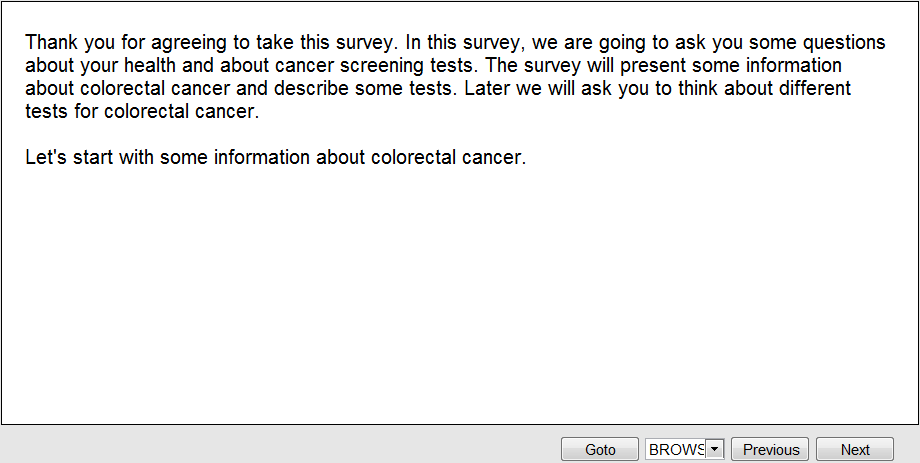 Thank you for agreeing to take this survey. In this survey, we are going to ask you some questions
about your health and about cancer screening tests. The survey will present some information
about colorectal cancer and describe some tests. Later we will ask you to think about different
tests for colorectal cancer.
Let's start with some information about colorectal cancer.
Goto BROWS Previous Next